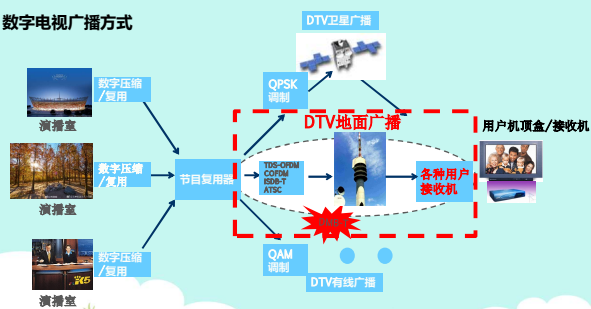 数字电视广播方式
DTV卫星广播
数字压缩
/复用
演播室
QPSK
调制
DTV地面广播
用户机顶盒/接收机
数字压缩
/复用
演播室
节目复用器
TDS-OFDM
COFDM
ISDB-T
ATSC
各种用户
接收机
数字压缩
/复用
演播室
QAM
调制
DTV有线广播